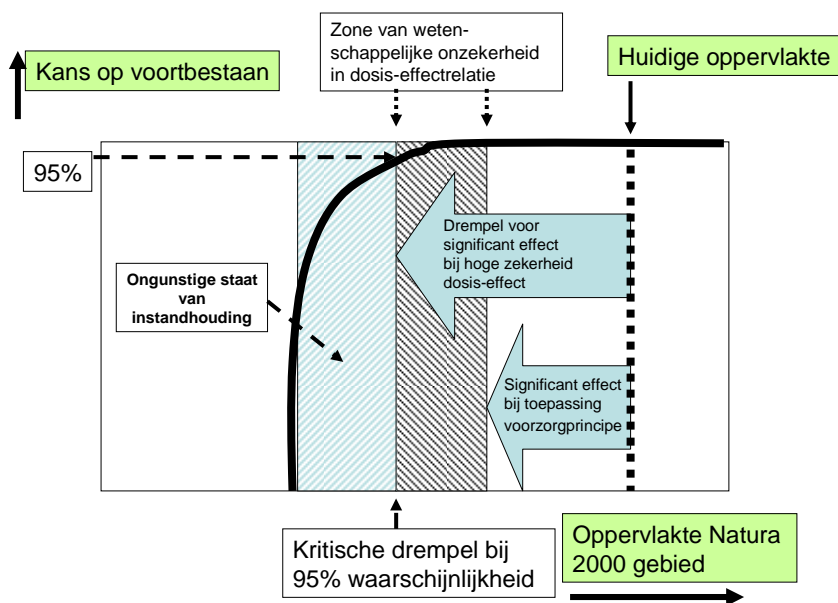 Kans op voortbestaan
Zone van weten-
schappelijke onzekerheid
in dosis-effectrelatie
Huidige oppervlakte
95%
Drempel voor
significant effect
bij hoge zekerheid
dosis-effect
Ongunstige staat
van
instandhouding
Significant effect
bij toepassing
voorzorgprincipe
Kritische drempel bij
95% waarschijnlijkheid
Oppervlakte Natura
2000 gebied